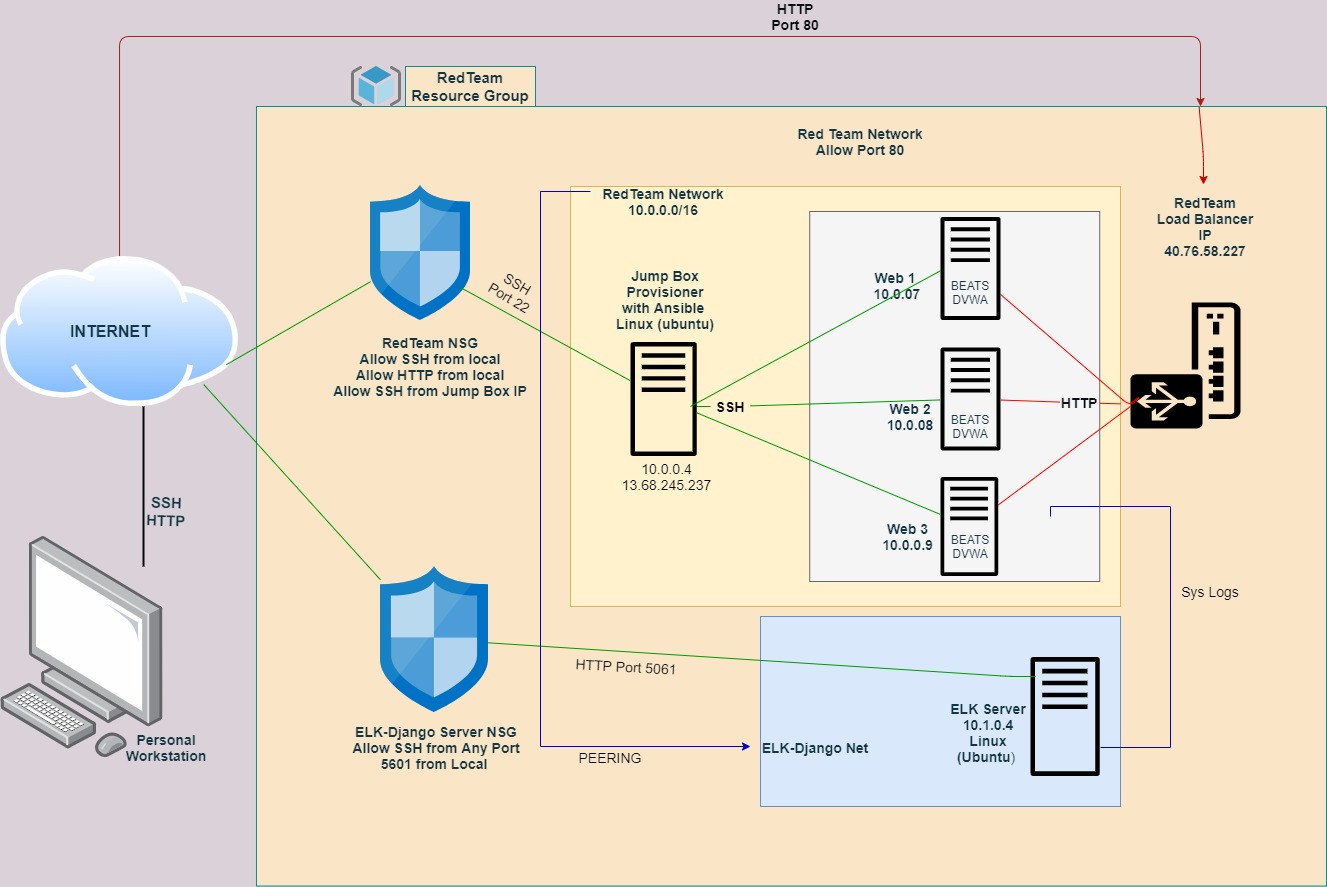 HTTP
Port 80
RedTeam
Resource Group
Red Team Network
Allow Port 80
RedTeam Network
10.0.0.0/16
RedTeam
Load Balancer
IP
40.76.58.227
INTERNET
SSH
Port 22
RedTeam NSG
Allow SSH from local
Allow HTTP from local
Allow SSH from Jump Box IP
Jump Box
Provisioner
with Ansible
Linux (ubuntu)
10.0.0.4
13.68.245.237
SSH
Web 1
10.0.07
BEATS
DVWA
Web 2
10.0.08
BEATS
DVWA
Web 3
10.0.0.9
BEATS
DVWA
HTTP
SSH
HTTP
Sys Logs
Personal
Workstation
HTTP Port 5061
ELK-Django Server NSG
Allow SSH from Any Port
5601 from Local
PEERING
ELK-Django Net
ELK Server
10.1.0.4
Linux
(Ubuntu)